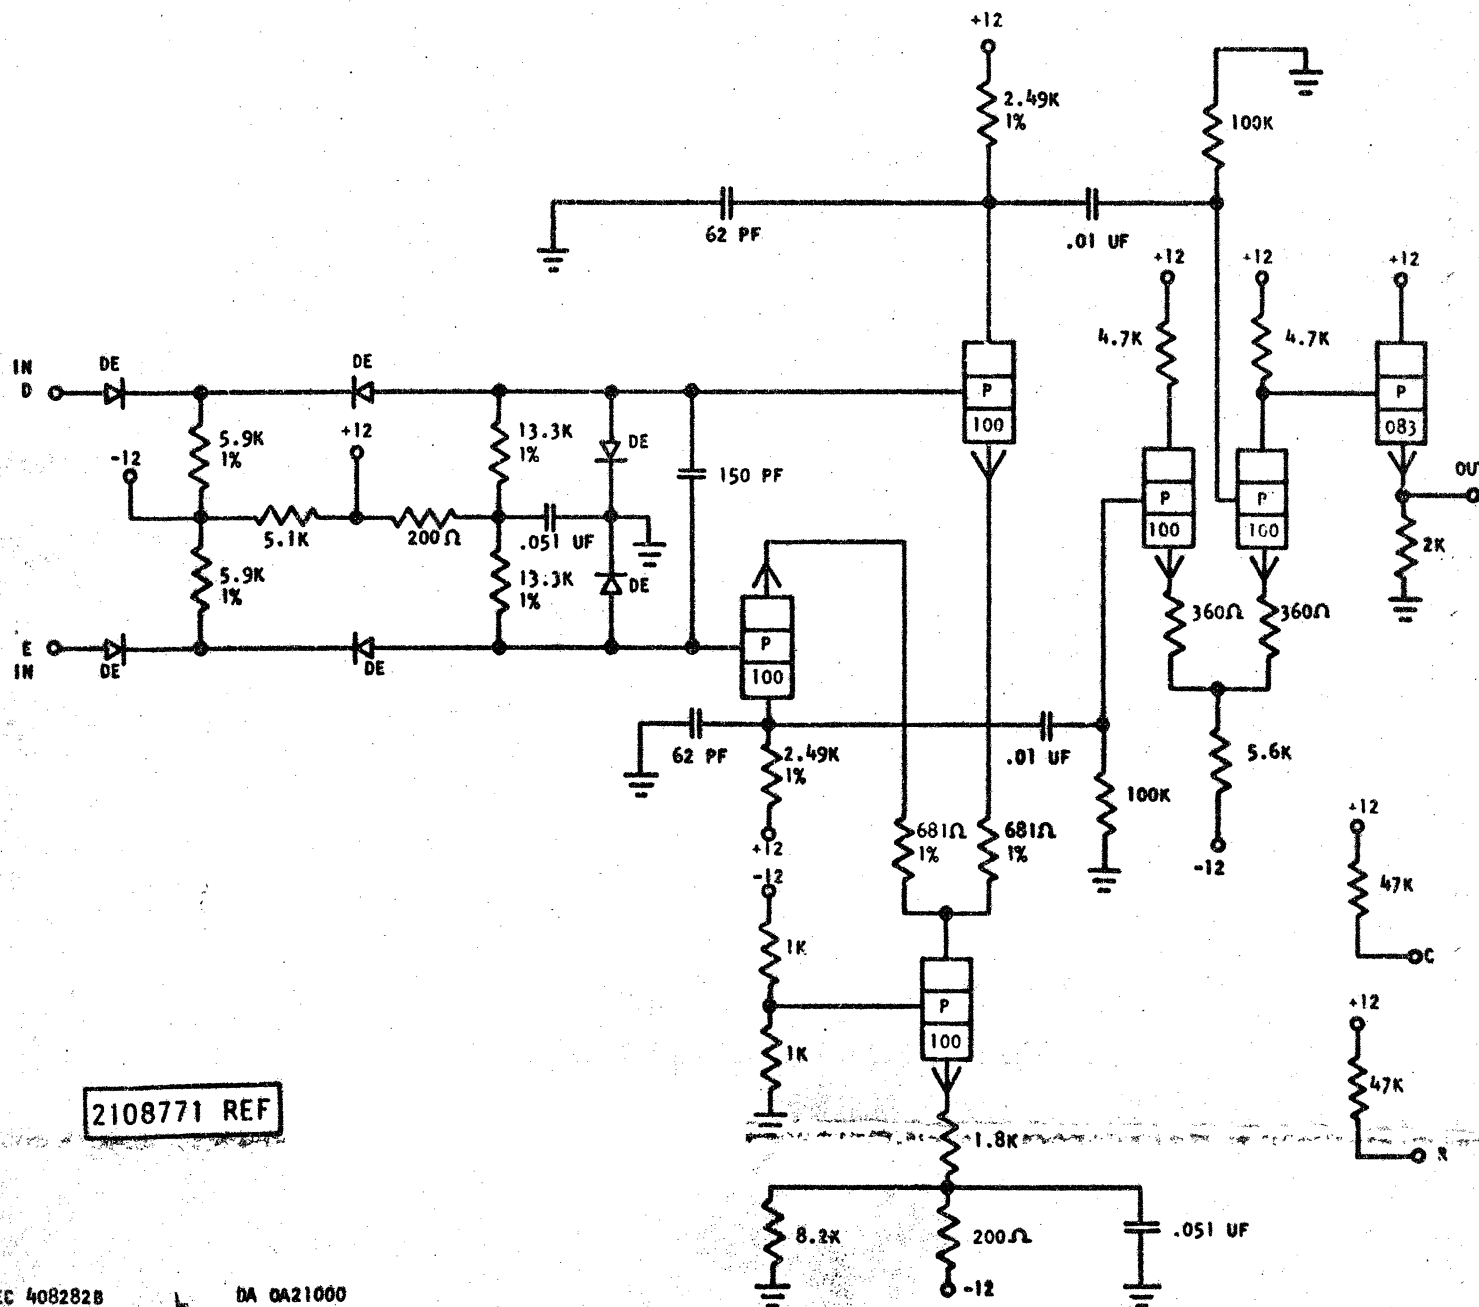 +12
2.49K
1%
100K
62 PF
.01 UF
+12
+12
+12
4.7K
4.7K
IN
D
DE
DE
P
100
P
083
5.9K
1%
+12
13.3K
1%
DE
-12
150 PF
OUT
P
100
P
100
5.1K
200Ω
.051 UF
2K
5.9K
1%
13.3K
1%
DE
360Ω
360Ω
E
IN
DE
DE
P
100
62 PF
2.49K
1%
.01 UF
5.6K
100K
+12
-12
681Ω
1%
681Ω
1%
-12
+12
47K
1K
C
P
100
+12
1K
47K
2108771 REF
1.8K
R
8.2K
200Ω
.051 UF
-12
EC 408282B
DA 0A21000